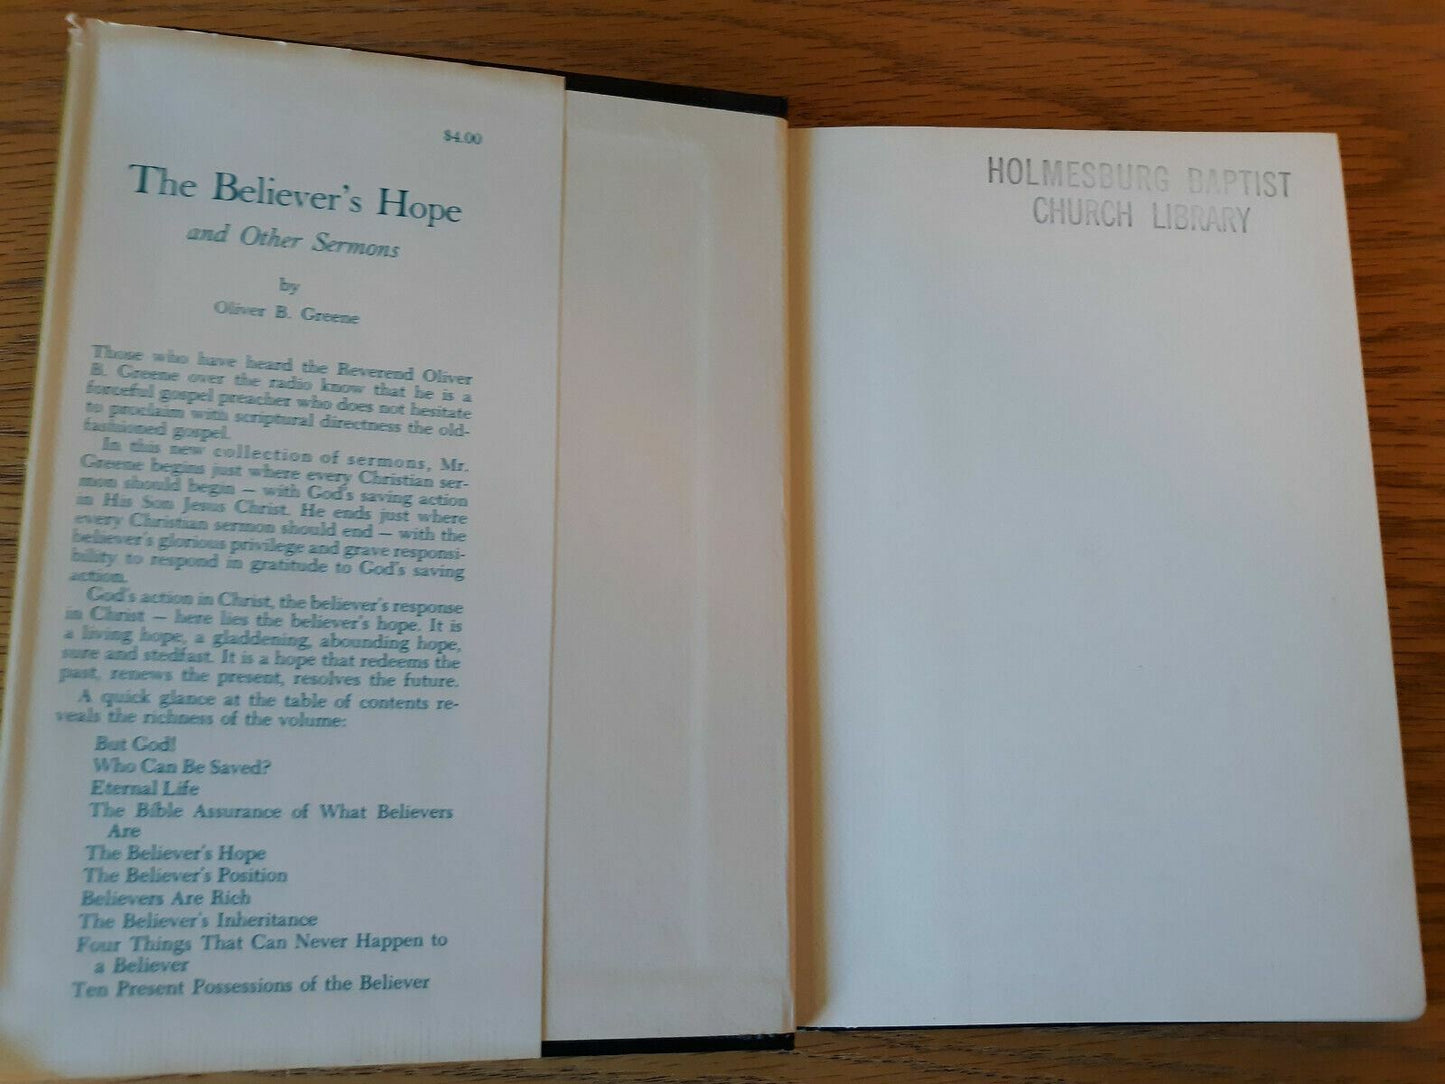 $4.00
The Believer's Hope
and Other Sermons
by
Oliver B. Greene
Those who have heard the Reverend Oliver
B. Greene over the radio know that he is a
forceful gospel preacher who does not hesitate
to proclaim with scriptural directness the old-
fashioned gospel.
In this new collection of sermons, Mr.
Greene begins just where every Christian ser-
mon should begin – with God's saving action
in His Son Jesus Christ. He ends just where
every Christian sermon should end – with the
believer's glorious privilege and grave responsi-
bility to respond in gratitude to God's saving
action.
God's action in Christ, the believer's response
in Christ – here lies the believer's hope. It is
a living hope, a gladdening, abounding hope,
sure and stedfast. It is a hope that redeems the
past, renews the present, resolves the future.
A quick glance at the table of contents re-
veals the richness of the volume:
But God!
Who Can Be Saved?
Eternal Life
The Bible Assurance of What Believers
Are
The Believer's Hope
The Believer's Position
Believers Are Rich
The Believer's Inheritance
Four Things That Can Never Happen to
a Believer
Ten Present Possessions of the Believer
HOLMESBURG BAPTIST
CHURCH LIBRARY